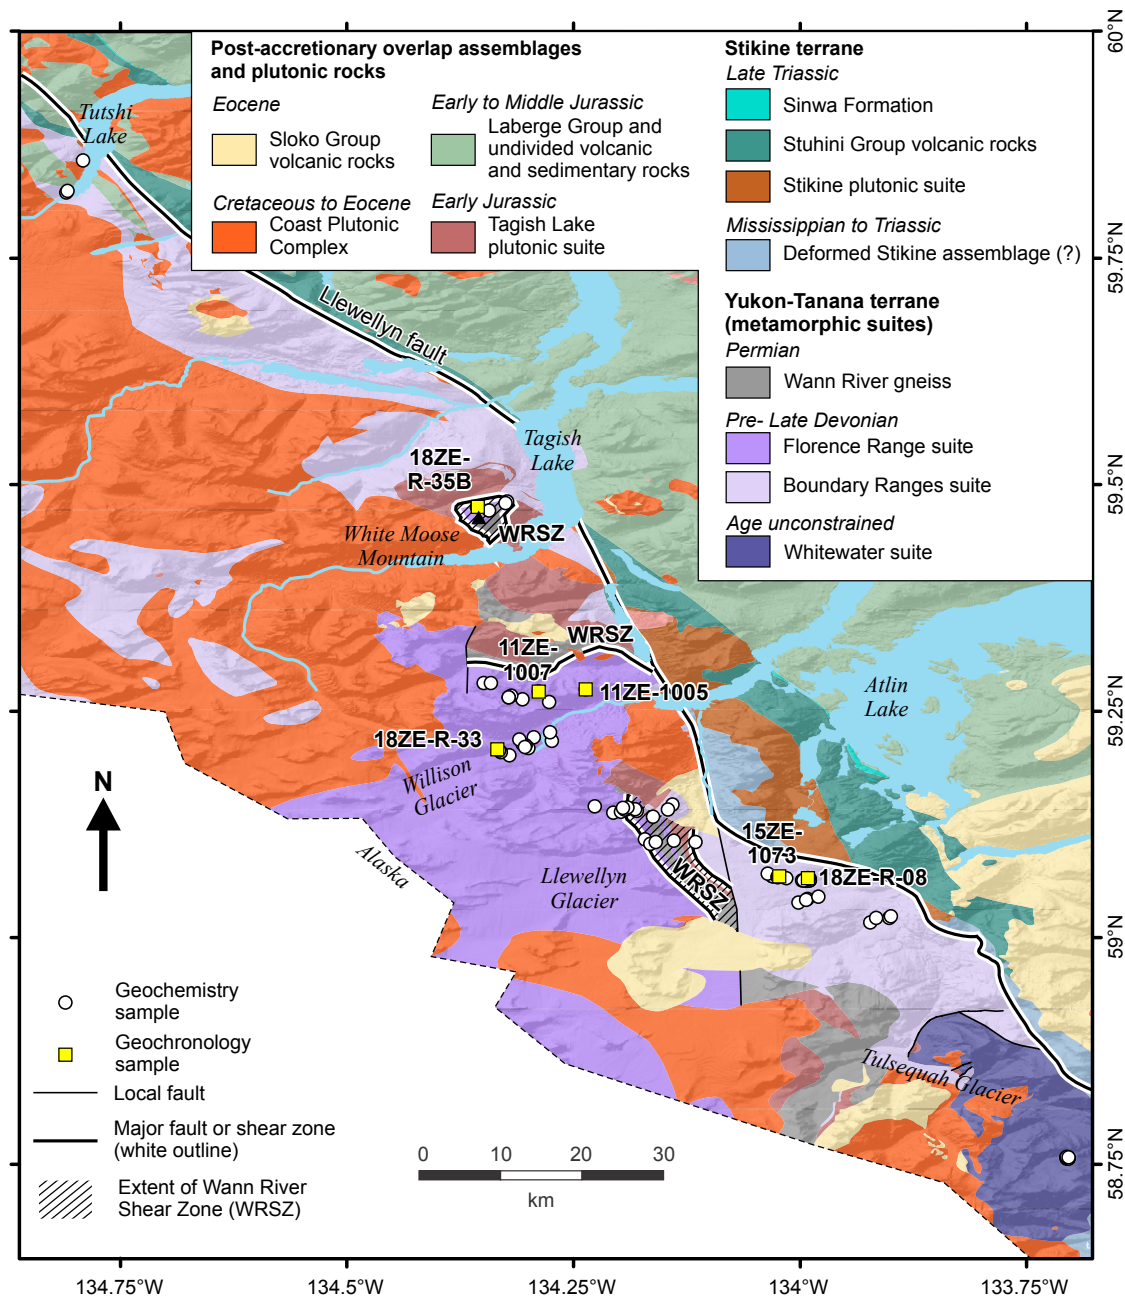 Post-accretionary overlap assemblages
and plutonic rocks
Eocene
Sloko Group
volcanic rocks
Cretaceous to Eocene
Coast Plutonic
Complex
Early to Middle Jurassic
Laberge Group and
undivided volcanic
and sedimentary rocks
Early Jurassic
Tagish Lake
plutonic suite
Stikine terrane
Late Triassic
Sinwa Formation
Stuhini Group volcanic rocks
Stikine plutonic suite
Mississippian to Triassic
Deformed Stikine assemblage (?)
Yukon-Tanana terrane
(metamorphic suites)
Permian
Wann River gneiss
Pre- Late Devonian
Florence Range suite
Boundary Ranges suite
Age unconstrained
Whitewater suite
Tutshi
Lake
Llewellyn fault
Tagish
Lake
18ZE-
R-35B
WRSZ
White Moose
Mountain
WRSZ
11ZE-
1007
11ZE-1005
Atlin
Lake
18ZE-R-33
Willison
Glacier
15ZE-
1073
18ZE-R-08
WRSZ
Llewellyn
Glacier
Alaska
Tulsequah Glacier
N
Geochemistry
sample
Geochronology
sample
Local fault
Major fault or shear zone
(white outline)
Extent of Wann River
Shear Zone (WRSZ)
0 10 20 30
km
60°N
59.75°N
59.5°N
59.25°N
59°N
58.75°N
134.75°W 134.5°W 134.25°W 134°W 133.75°W